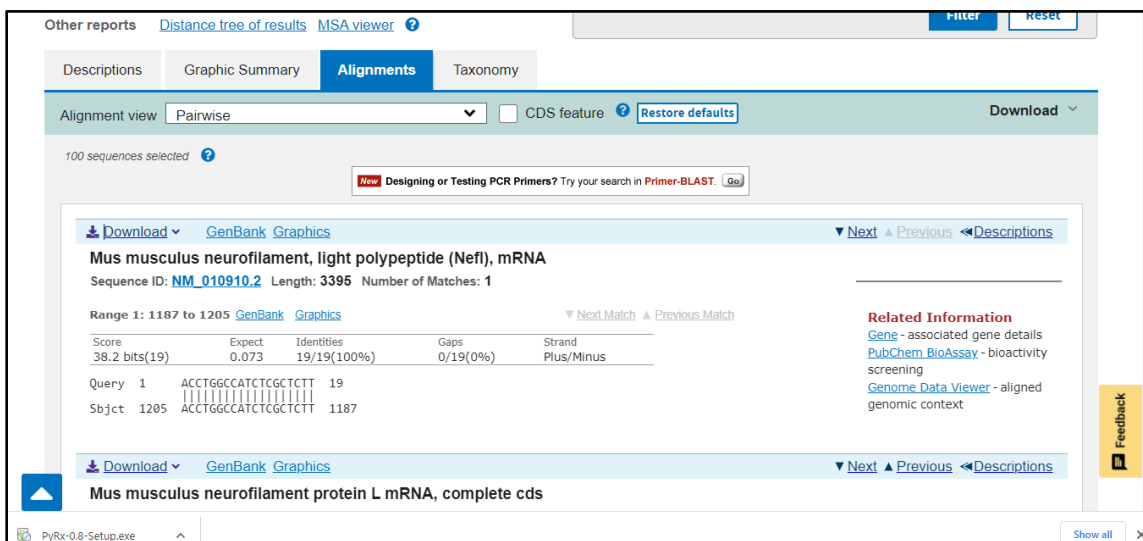 Other reports Distance tree of results MSA viewer ?
Filter Reset
Descriptions Graphic Summary Alignments Taxonomy
Alignment view Pairwise CDS feature ? Restore defaults Download
100 sequences selected ?
New Designing or Testing PCR Primers? Try your search in Primer-BLAST. Go
Download GenBank Graphics Next Previous Descriptions
Mus musculus neurofilament, light polypeptide (Nefl), mRNA
Sequence ID: NM_010910.2 Length: 3395 Number of Matches: 1
Range 1: 1187 to 1205 GenBank Graphics Next Match Previous Match
Score Expect Identities Gaps Strand
38.2 bits(19) 0.073 19/19(100%) 0/19(0%) Plus/Minus
Query 1 ACCTGGCCATCTCGCTCTT 19
|||||||||||||||||||
Sbjct 1205 ACCTGGCCATCTCGCTCTT 1187
Related Information
Gene - associated gene details
PubChem BioAssay - bioactivity
screening
Genome Data Viewer - aligned
genomic context
Feedback
Download GenBank Graphics Next Previous Descriptions
Mus musculus neurofilament protein L mRNA, complete cds
PyRx-0.8-Setup.exe
Show all X